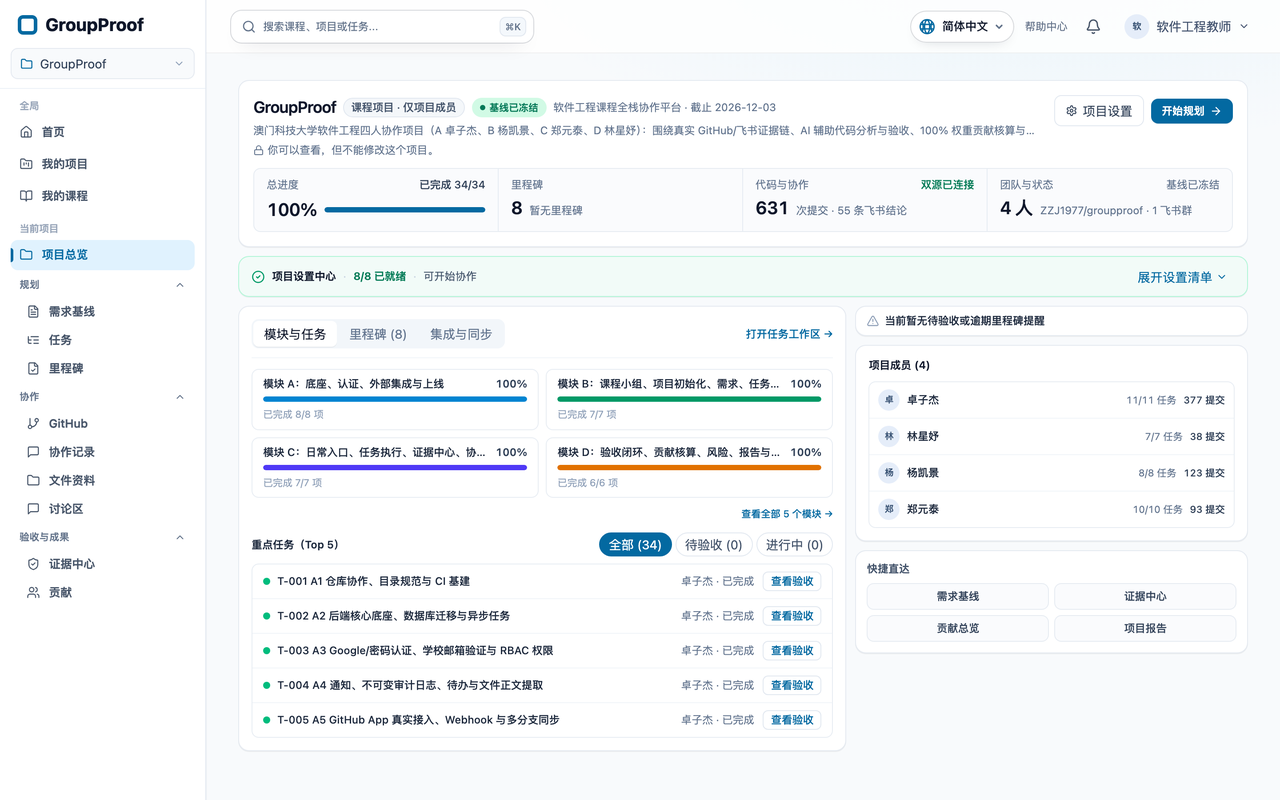 GroupProof
搜索课程、项目或任务...
⌘K
简体中文
帮助中心
软
软件工程教师
GroupProof
全局
首页
我的项目
我的课程
当前项目
项目总览
规划
需求基线
任务
里程碑
协作
GitHub
协作记录
文件资料
讨论区
验收与成果
证据中心
贡献
GroupProof
课程项目 · 仅项目成员
基线已冻结
软件工程课程全栈协作平台 · 截止 2026-12-03
项目设置
开始规划 →
澳门科技大学软件工程四人协作项目（A 卓子杰、B 杨凯景、C 郑元泰、D 林星妤）：围绕真实 GitHub/飞书证据链、AI 辅助代码分析与验收、100% 权重贡献核算与...
你可以查看，但不能修改这个项目。
总进度
已完成 34/34
100%
里程碑
8 暂无里程碑
代码与协作
双源已连接
631 次提交 · 55 条飞书结论
团队与状态
基线已冻结
4 人 ZZJ1977/groupproof · 1 飞书群
项目设置中心 · 8/8 已就绪 · 可开始协作
展开设置清单
模块与任务
里程碑 (8)
集成与同步
打开任务工作区 →
模块 A：底座、认证、外部集成与上线 100%
已完成 8/8 项
模块 B：课程小组、项目初始化、需求、任务... 100%
已完成 7/7 项
模块 C：日常入口、任务执行、证据中心、协... 100%
已完成 7/7 项
模块 D：验收闭环、贡献核算、风险、报告与... 100%
已完成 6/6 项
查看全部 5 个模块 →
重点任务（Top 5）
全部 (34)
待验收 (0)
进行中 (0)
T-001 A1 仓库协作、目录规范与 CI 基建 卓子杰 · 已完成 查看验收
T-002 A2 后端核心底座、数据库迁移与异步任务 卓子杰 · 已完成 查看验收
T-003 A3 Google/密码认证、学校邮箱验证与 RBAC 权限 卓子杰 · 已完成 查看验收
T-004 A4 通知、不可变审计日志、待办与文件正文提取 卓子杰 · 已完成 查看验收
T-005 A5 GitHub App 真实接入、Webhook 与多分支同步 卓子杰 · 已完成 查看验收
当前暂无待验收或逾期里程碑提醒
项目成员 (4)
卓 卓子杰 11/11 任务 377 提交
林 林星妤 7/7 任务 38 提交
杨 杨凯景 8/8 任务 123 提交
郑 郑元泰 10/10 任务 93 提交
快捷直达
需求基线
证据中心
贡献总览
项目报告